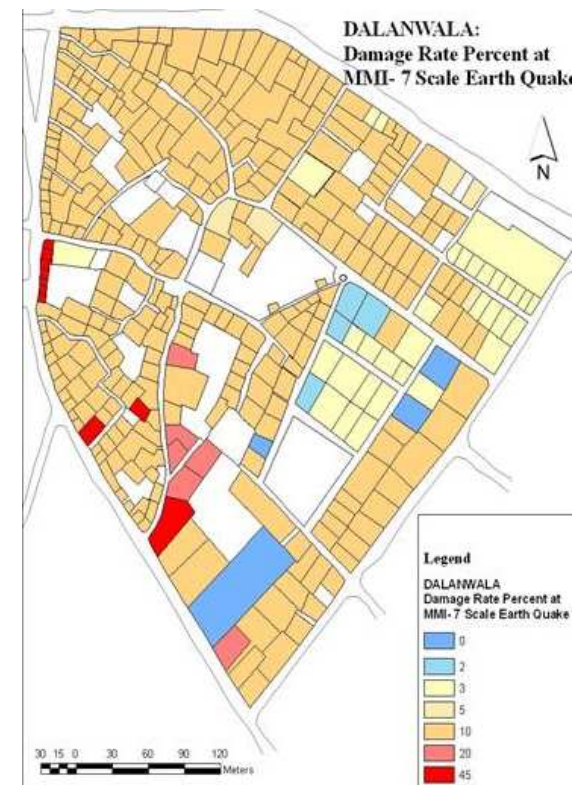 DALANWALA:
Damage Rate Percent at
MMI- 7 Scale Earth Quake
N
Legend
DALANWALA
Damage Rate Percent at
MMI- 7 Scale Earth Quake
0
2
3
5
10
20
45
30 15 0 30 60 90 120
Meters